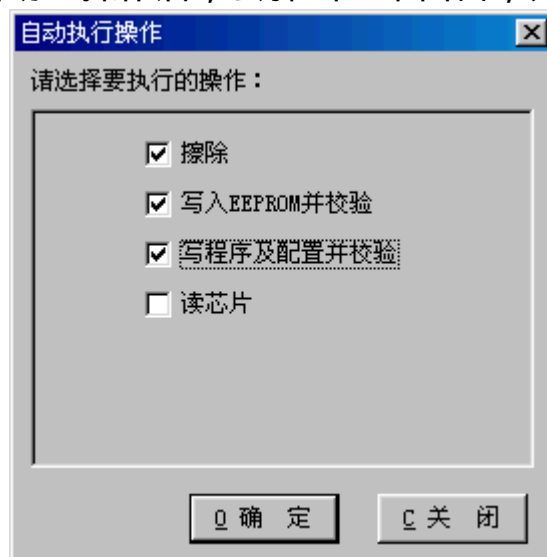 自动执行操作
请选择要执行的操作：
擦除
写入EEPROM并校验
写程序及配置并校验
读芯片
O确 定 C关 闭